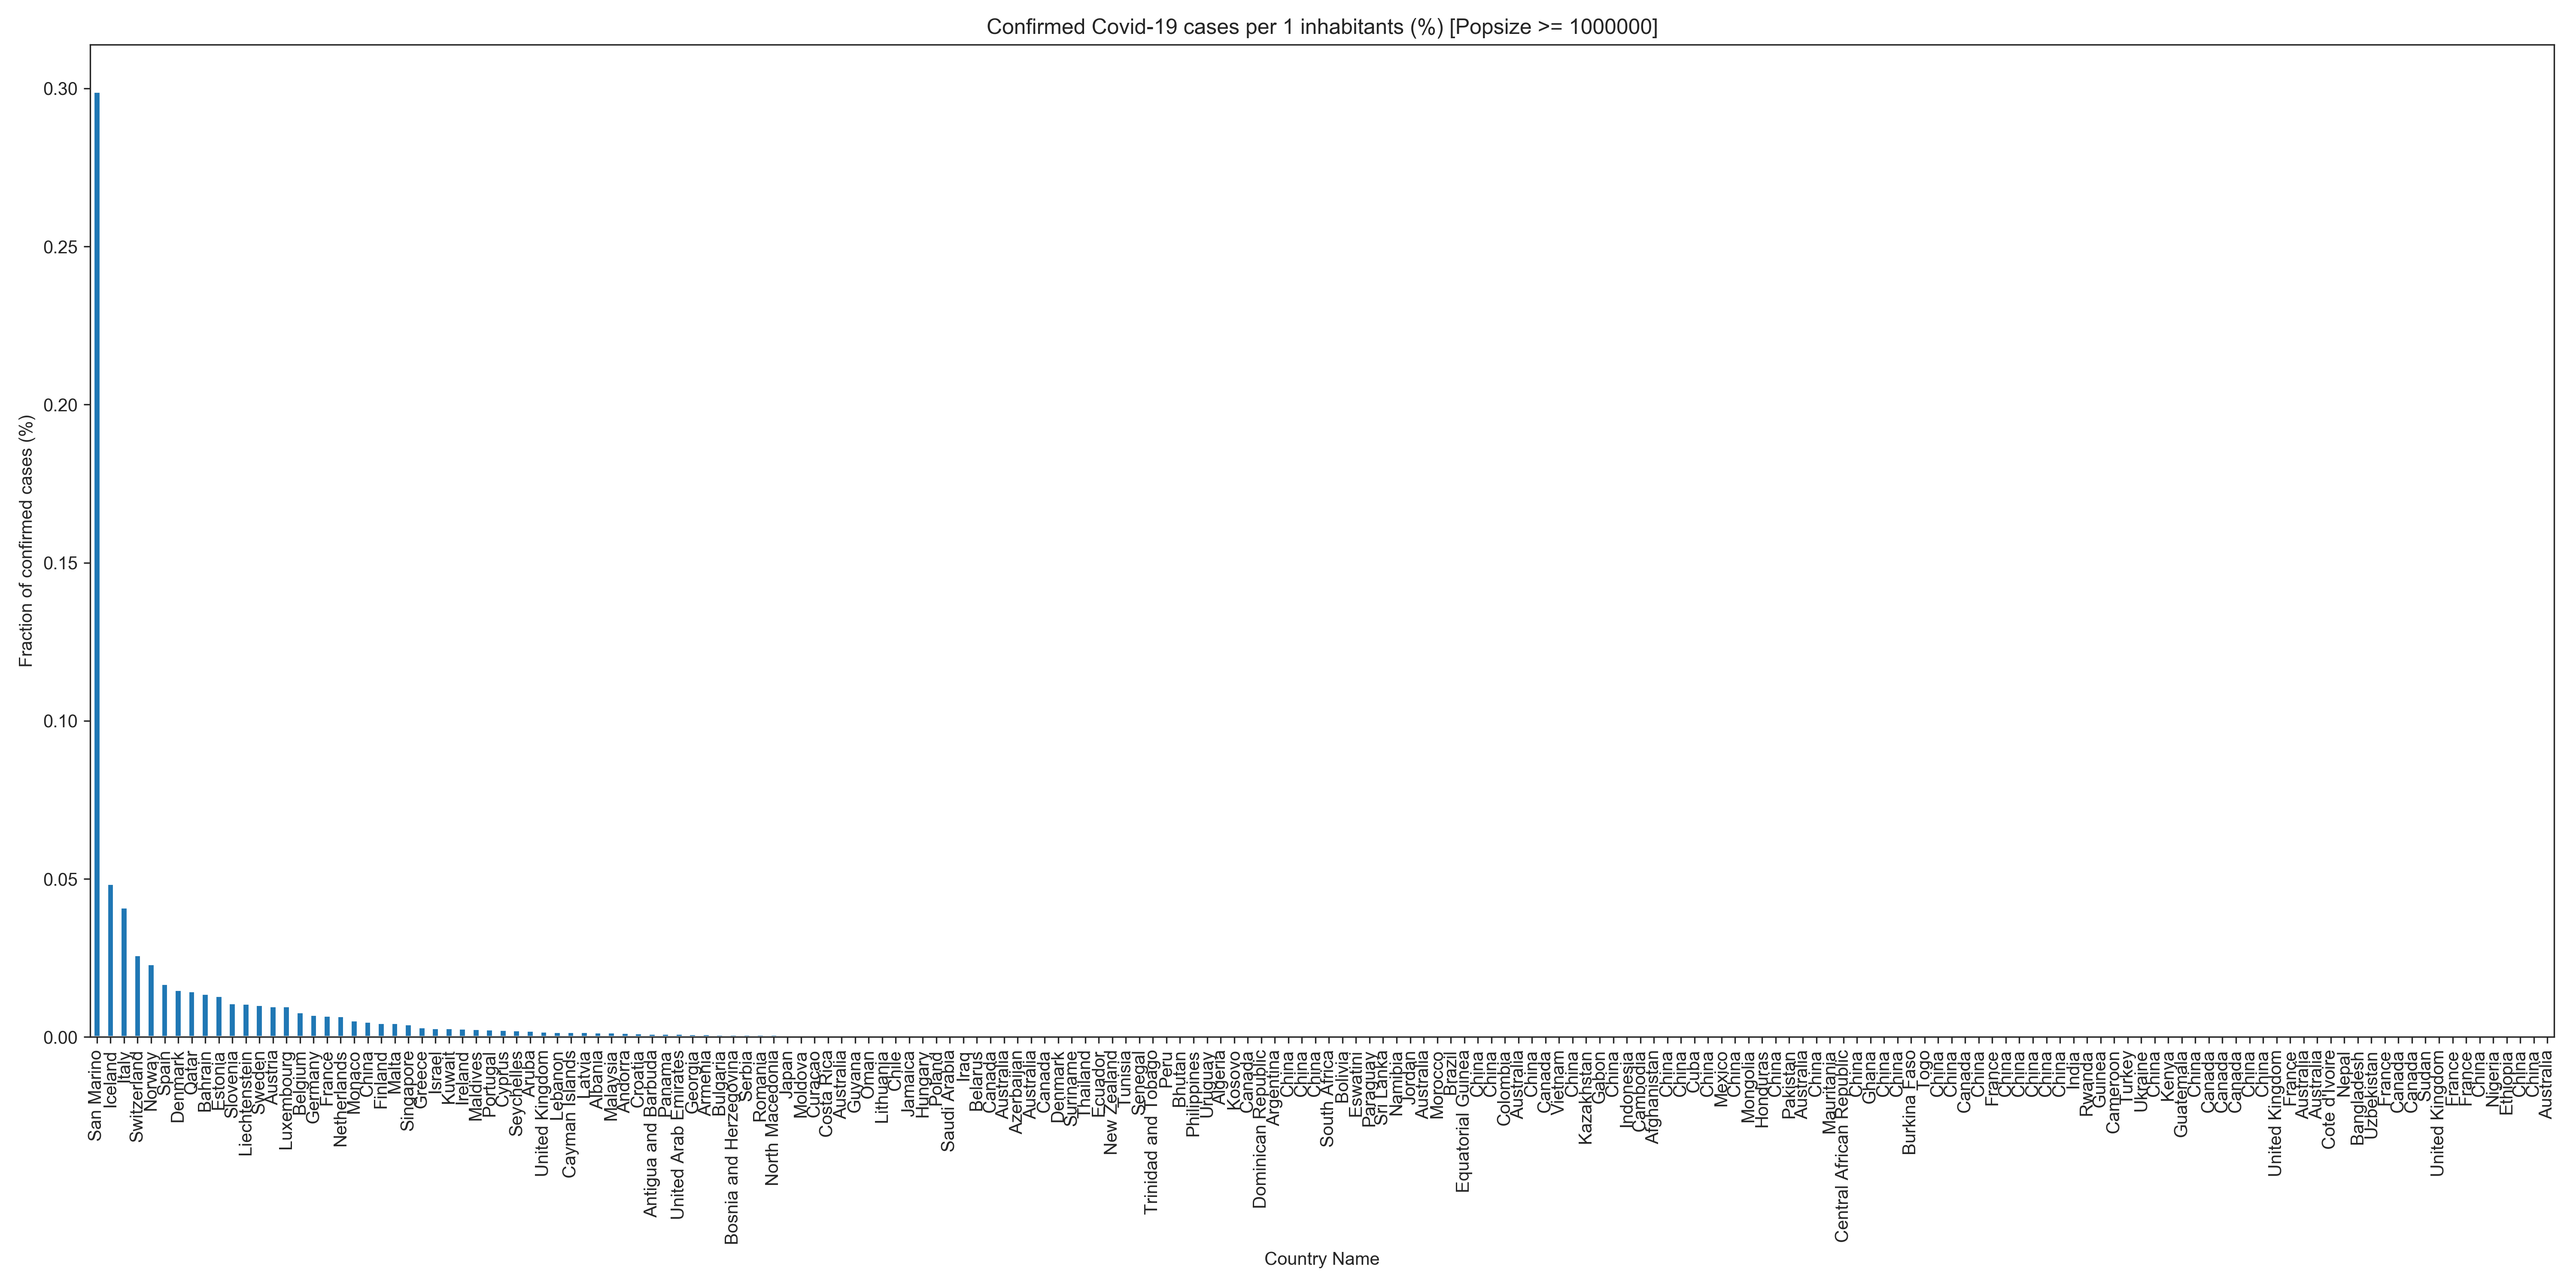 Confirmed Covid-19 cases per 1 inhabitants (%) [Popsize >= 1000000]
Fraction of confirmed cases (%)
0.30
0.25
0.20
0.15
0.10
0.05
0.00
San Marino
Iceland
Italy
Switzerland
Norway
Spain
Denmark
Qatar
Bahrain
Estonia
Slovenia
Liechtenstein
Sweden
Austria
Luxembourg
Belgium
Germany
France
Netherlands
Monaco
China
Finland
Malta
Singapore
Greece
Israel
Kuwait
Ireland
Maldives
Portugal
Cyprus
Seychelles
Aruba
United Kingdom
Lebanon
Cayman Islands
Latvia
Albania
Malaysia
Andorra
Croatia
Antigua and Barbuda
Panama
United Arab Emirates
Georgia
Armenia
Bulgaria
Bosnia and Herzegovina
Serbia
Romania
North Macedonia
Japan
Moldova
Curacao
Costa Rica
Australia
Guyana
Oman
Lithuania
Chile
Jamaica
Hungary
Poland
Saudi Arabia
Iraq
Belarus
Canada
Australia
Azerbaijan
Australia
Canada
Denmark
Suriname
Thailand
Ecuador
New Zealand
Tunisia
Senegal
Trinidad and Tobago
Peru
Bhutan
Philippines
Uruguay
Algeria
Kosovo
Canada
Dominican Republic
Argentina
China
China
China
South Africa
Bolivia
Eswatini
Paraguay
Sri Lanka
Namibia
Jordan
Australia
Morocco
Brazil
Equatorial Guinea
China
China
Colombia
Australia
China
Canada
Vietnam
China
Kazakhstan
Gabon
China
Indonesia
Cambodia
Afghanistan
China
China
Cuba
China
Mexico
China
Mongolia
Honduras
China
Pakistan
Australia
China
Mauritania
Central African Republic
China
Ghana
China
China
Burkina Faso
Togo
China
China
Canada
China
France
China
China
China
China
China
India
Rwanda
Guinea
Cameroon
Turkey
Ukraine
China
Kenya
Guatemala
China
Canada
Canada
Canada
China
China
United Kingdom
France
Australia
Australia
Cote d'Ivoire
Nepal
Bangladesh
Uzbekistan
France
Canada
Canada
Sudan
United Kingdom
France
France
China
Nigeria
Ethiopia
China
China
Australia
Country Name